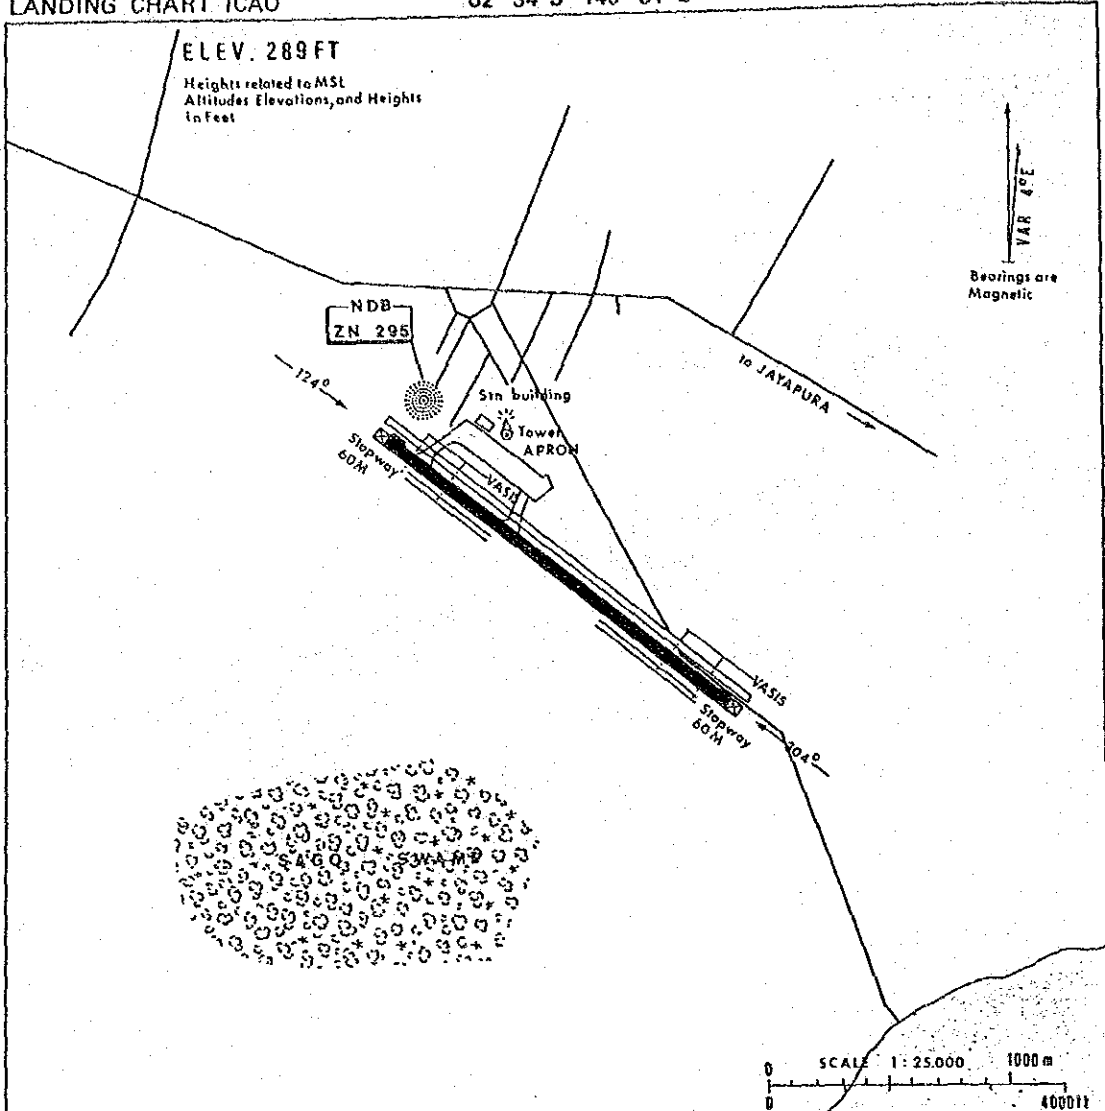 LANDING CHART ICAO
ELEV. 289 FT
Heights related to MSL
Altitudes Elevations, and Heights
in Feet
VAR 4°E
Bearings are
Magnetic
NDB
ZN 295
124°
to JAYAPURA
Stn building
Tower
APRON
Stopway
60M
VASIS
VASIS
Stopway
60M
304°
SAGO SWAMP
SCALE 1:25.000
0
1000 m
0
4000 ft